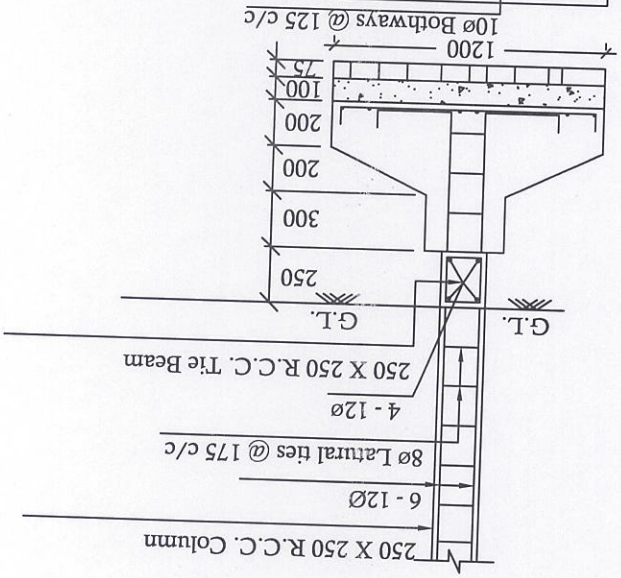 250 X 250 R.C.C. Column
6 - 12Ø
8ø Latural ties @ 175 c/c
4 - 12ø
250 X 250 R.C.C. Tie Beam
G.L.
G.L.
250
300
200
200
100
75
1200
10ø Bothways @ 125 c/c